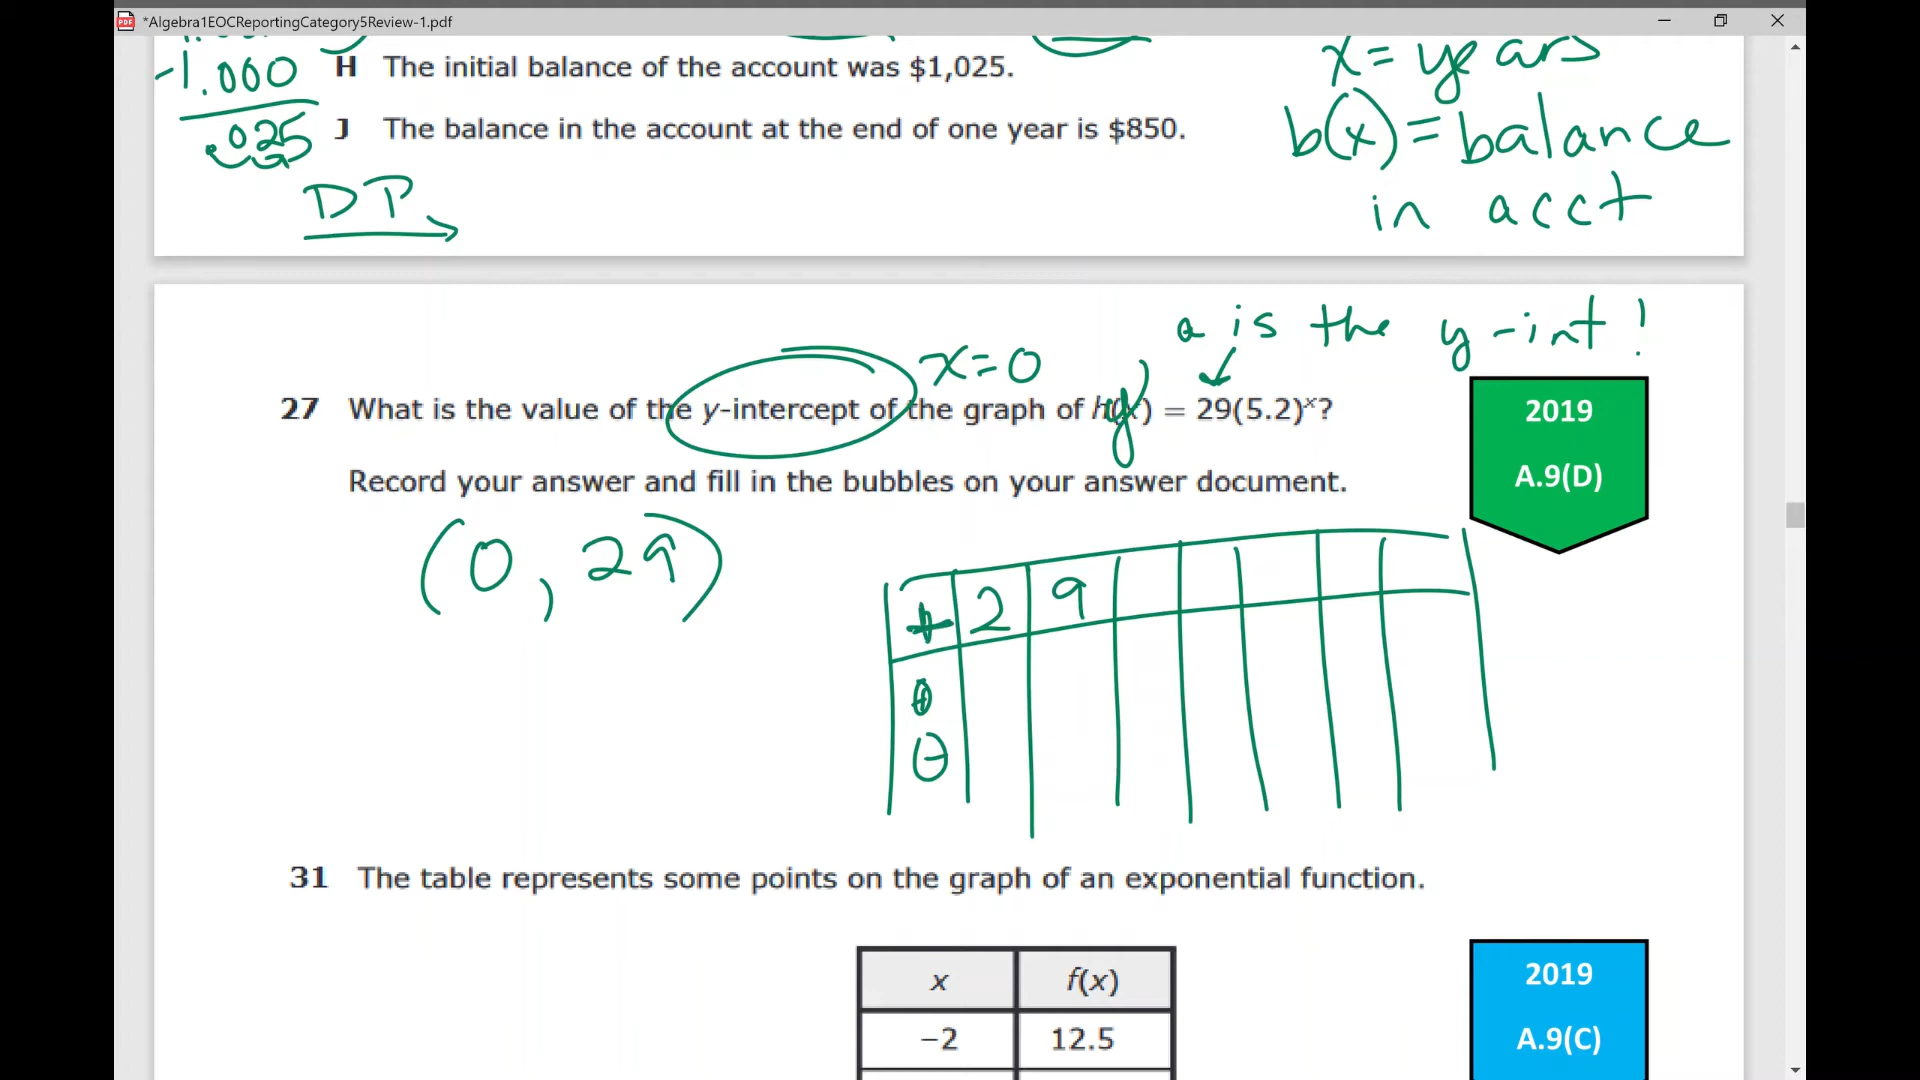 *Algebra1EOCReportingCategory5Review-1.pdf
-1.000
.025
H The initial balance of the account was $1,025.
J The balance in the account at the end of one year is $850.
DP
x = years
b(x) = balance
in acct
a is the y-int!
x=0
27 What is the value of the y-intercept of the graph of h(x) = 29(5.2)ˣ?
y
Record your answer and fill in the bubbles on your answer document.
2019
A.9(D)
(0, 29)
+ 2 9
+
-
31 The table represents some points on the graph of an exponential function.
x f(x)
−2 12.5
2019
A.9(C)